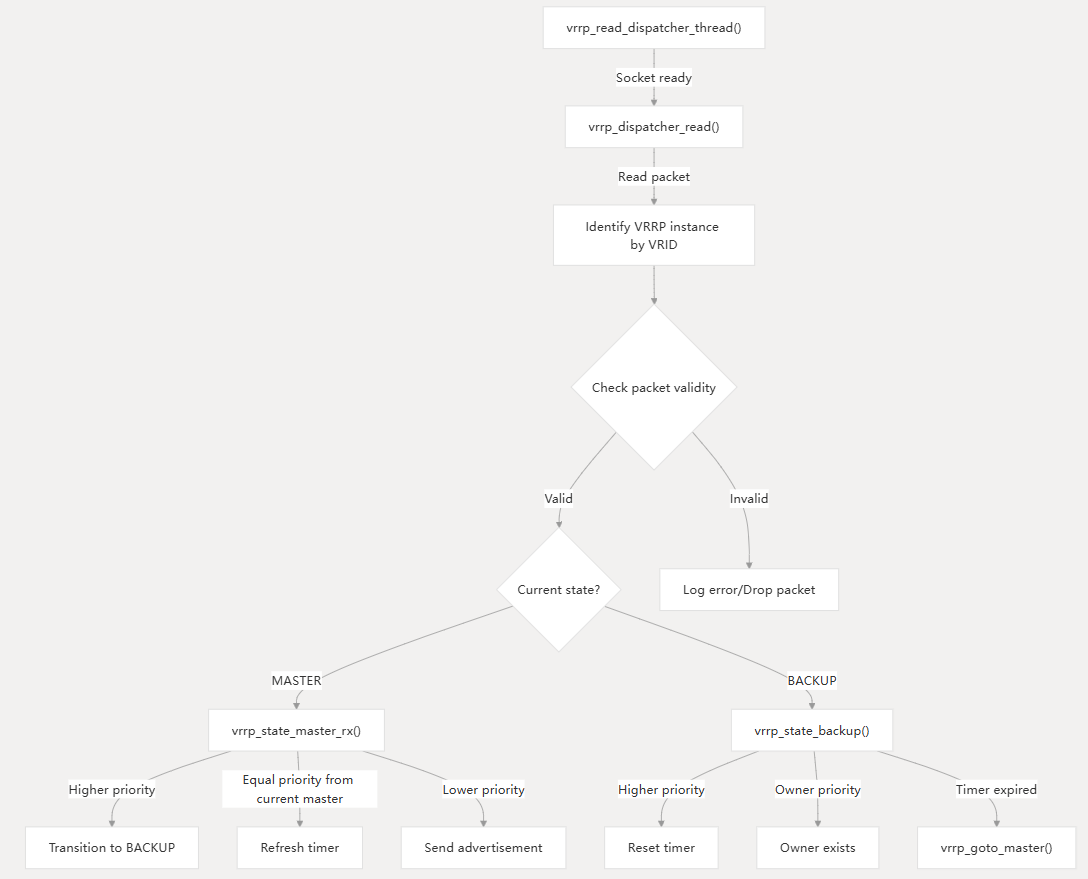 vrrp_read_dispatcher_thread()
Socket ready
vrrp_dispatcher_read()
Read packet
Identify VRRP instance
by VRID
Check packet validity
Valid
Invalid
Current state?
Log error/Drop packet
MASTER
BACKUP
vrrp_state_master_rx()
vrrp_state_backup()
Higher priority
Equal priority from
current master
Lower priority
Higher priority
Owner priority
Timer expired
Transition to BACKUP
Refresh timer
Send advertisement
Reset timer
Owner exists
vrrp_goto_master()